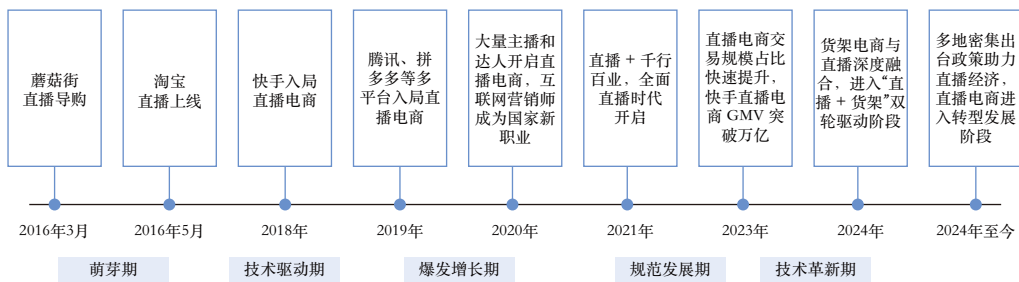 蘑菇街
直播导购
淘宝
直播上线
快手入局
直播电商
腾讯、拼
多多等多
平台入局直
播电商
大量主播和
达人开启直
播电商，互
联网营销师
成为国家新
职业
直播 + 千行
百业，全面
直播时代
开启
直播电商交
易规模占比
快速提升，
快手直播电
商 GMV 突
破万亿
货架电商与
直播深度融
合，进入“直
播 + 货架”双
轮驱动阶段
多地密集出
台政策助力
直播经济，
直播电商进
入转型发展
阶段
2016年3月
2016年5月
2018年
2019年
2020年
2021年
2023年
2024年
2024年至今
萌芽期
技术驱动期
爆发增长期
规范发展期
技术革新期